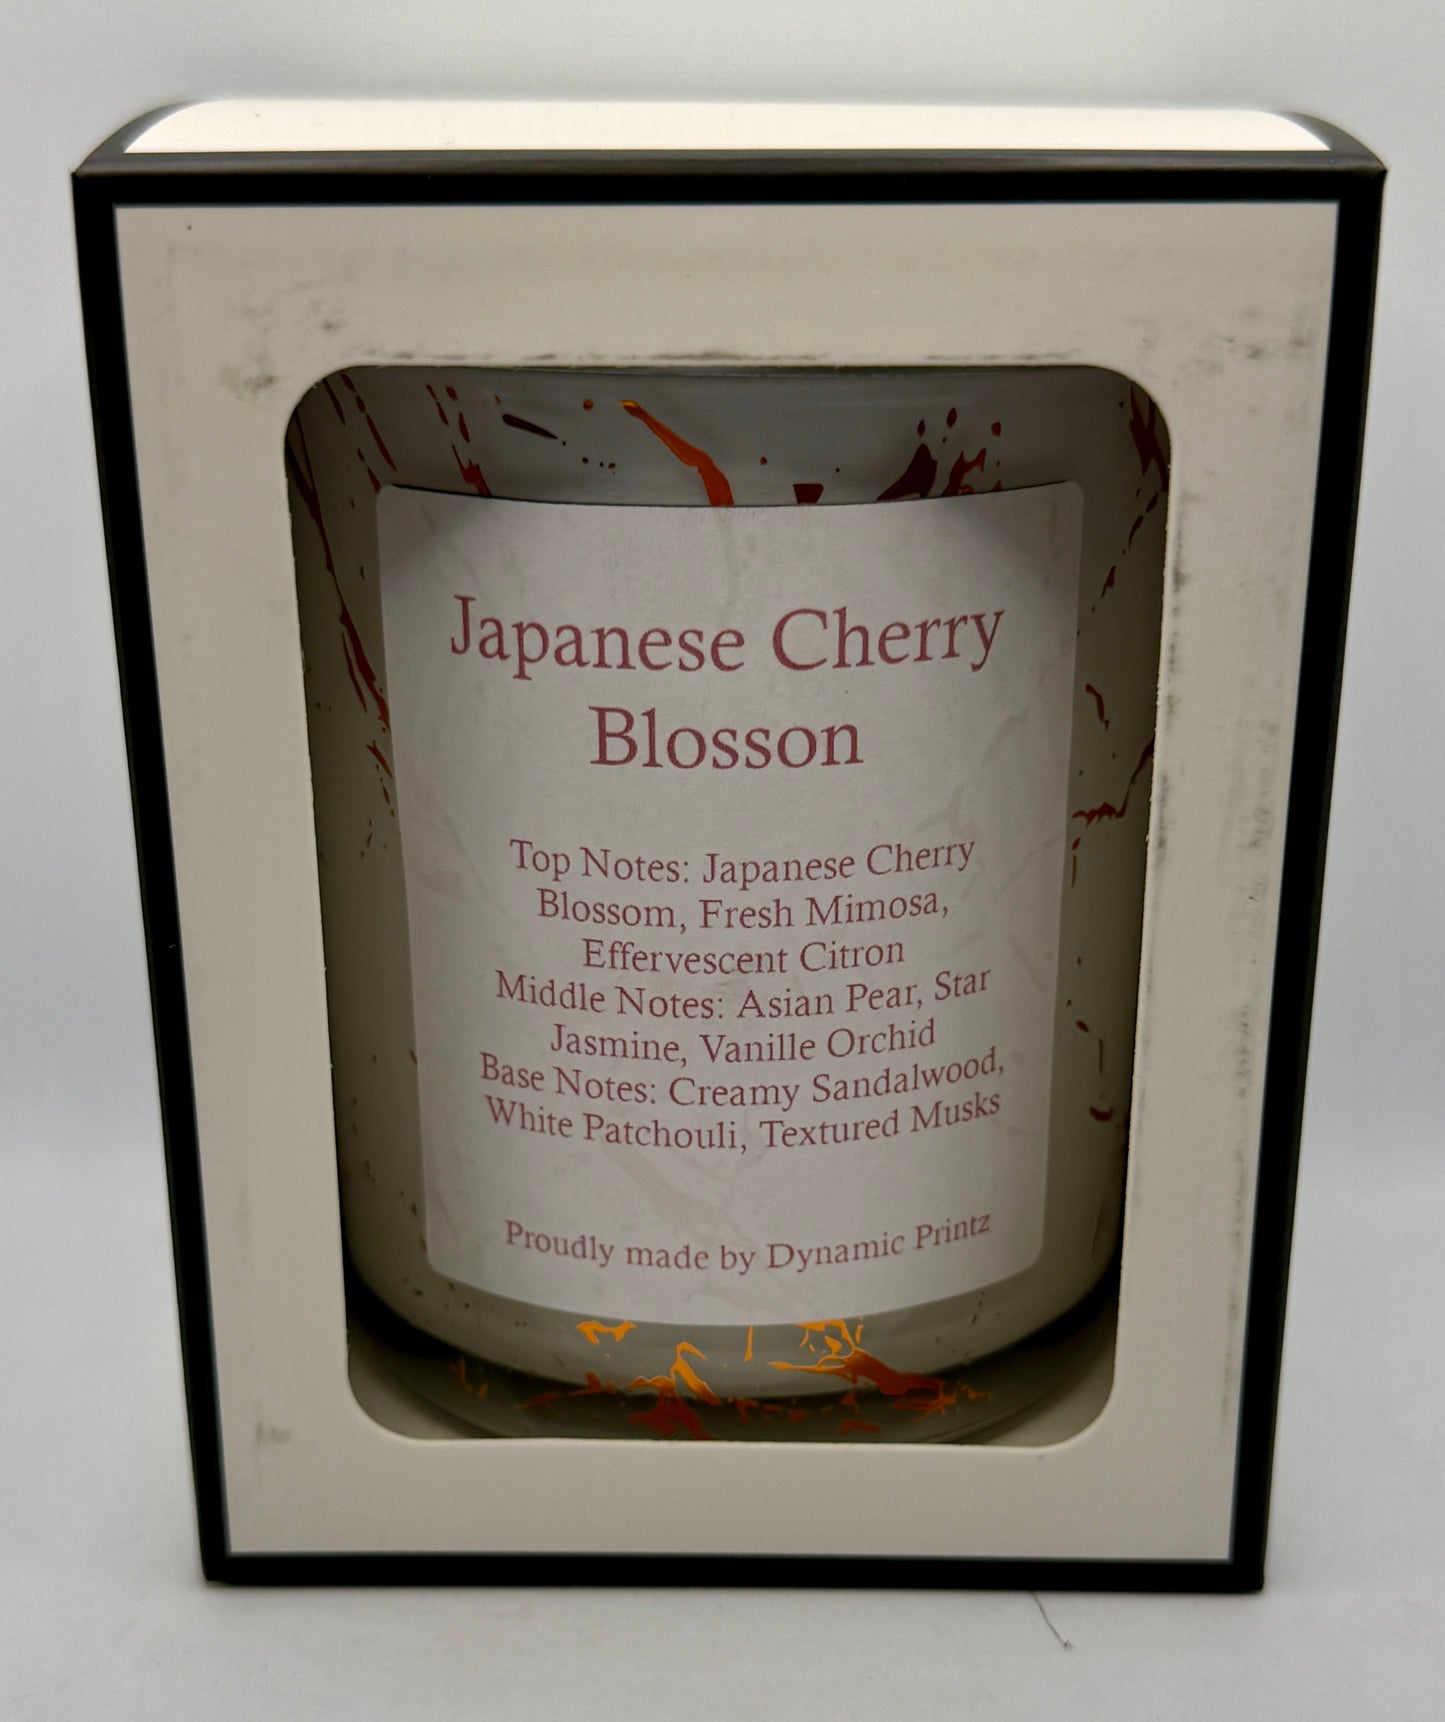 Japanese Cherry
Blosson
Top Notes: Japanese Cherry
Blossom, Fresh Mimosa,
Effervescent Citron
Middle Notes: Asian Pear, Star
Jasmine, Vanille Orchid
Base Notes: Creamy Sandalwood,
White Patchouli, Textured Musks
Proudly made by Dynamic Printz